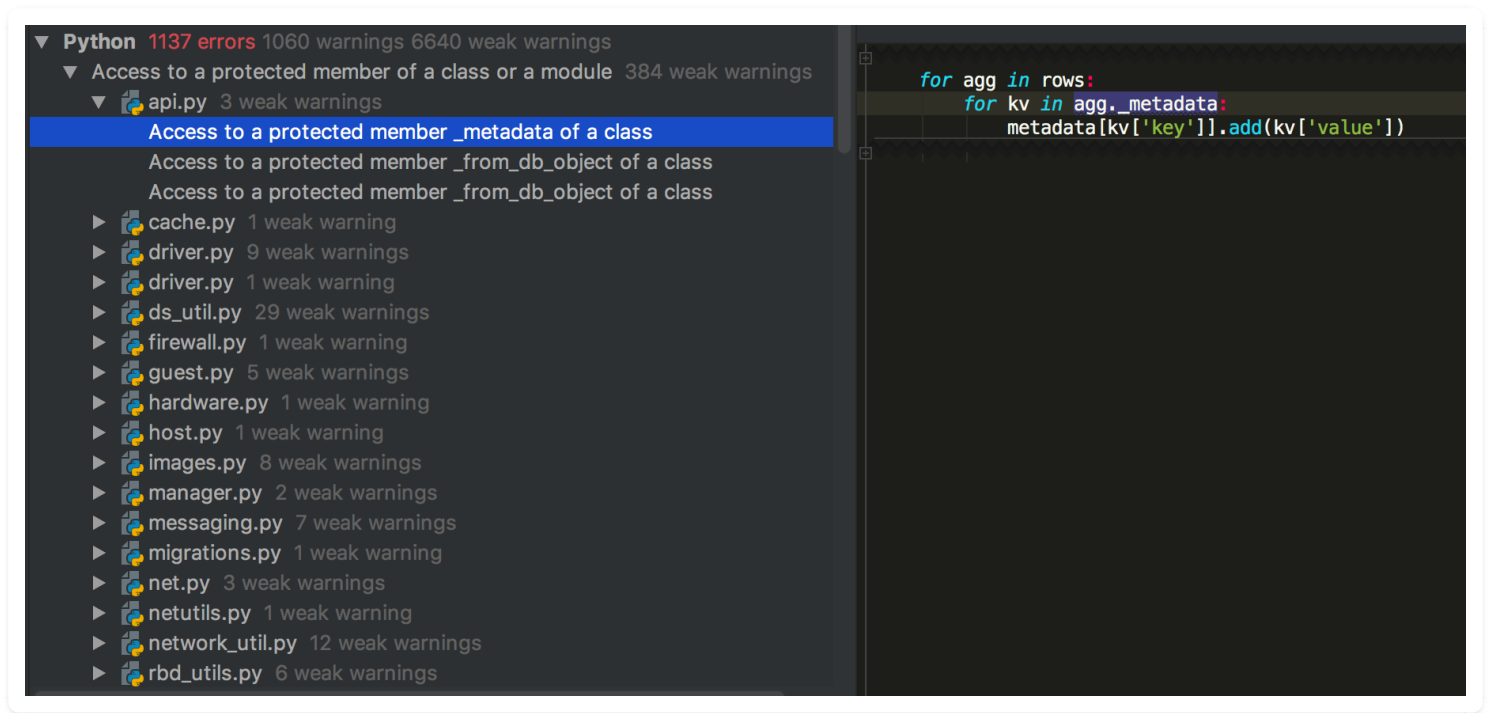 Python 1137 errors 1060 warnings 6640 weak warnings
Access to a protected member of a class or a module 384 weak warnings
api.py 3 weak warnings
Access to a protected member _metadata of a class
Access to a protected member _from_db_object of a class
Access to a protected member _from_db_object of a class
cache.py 1 weak warning
driver.py 9 weak warnings
driver.py 1 weak warning
ds_util.py 29 weak warnings
firewall.py 1 weak warning
guest.py 5 weak warnings
hardware.py 1 weak warning
host.py 1 weak warning
images.py 8 weak warnings
manager.py 2 weak warnings
messaging.py 7 weak warnings
migrations.py 1 weak warning
net.py 3 weak warnings
netutils.py 1 weak warning
network_util.py 12 weak warnings
rbd_utils.py 6 weak warnings
for agg in rows:
for kv in agg._metadata:
metadata[kv['key']].add(kv['value'])